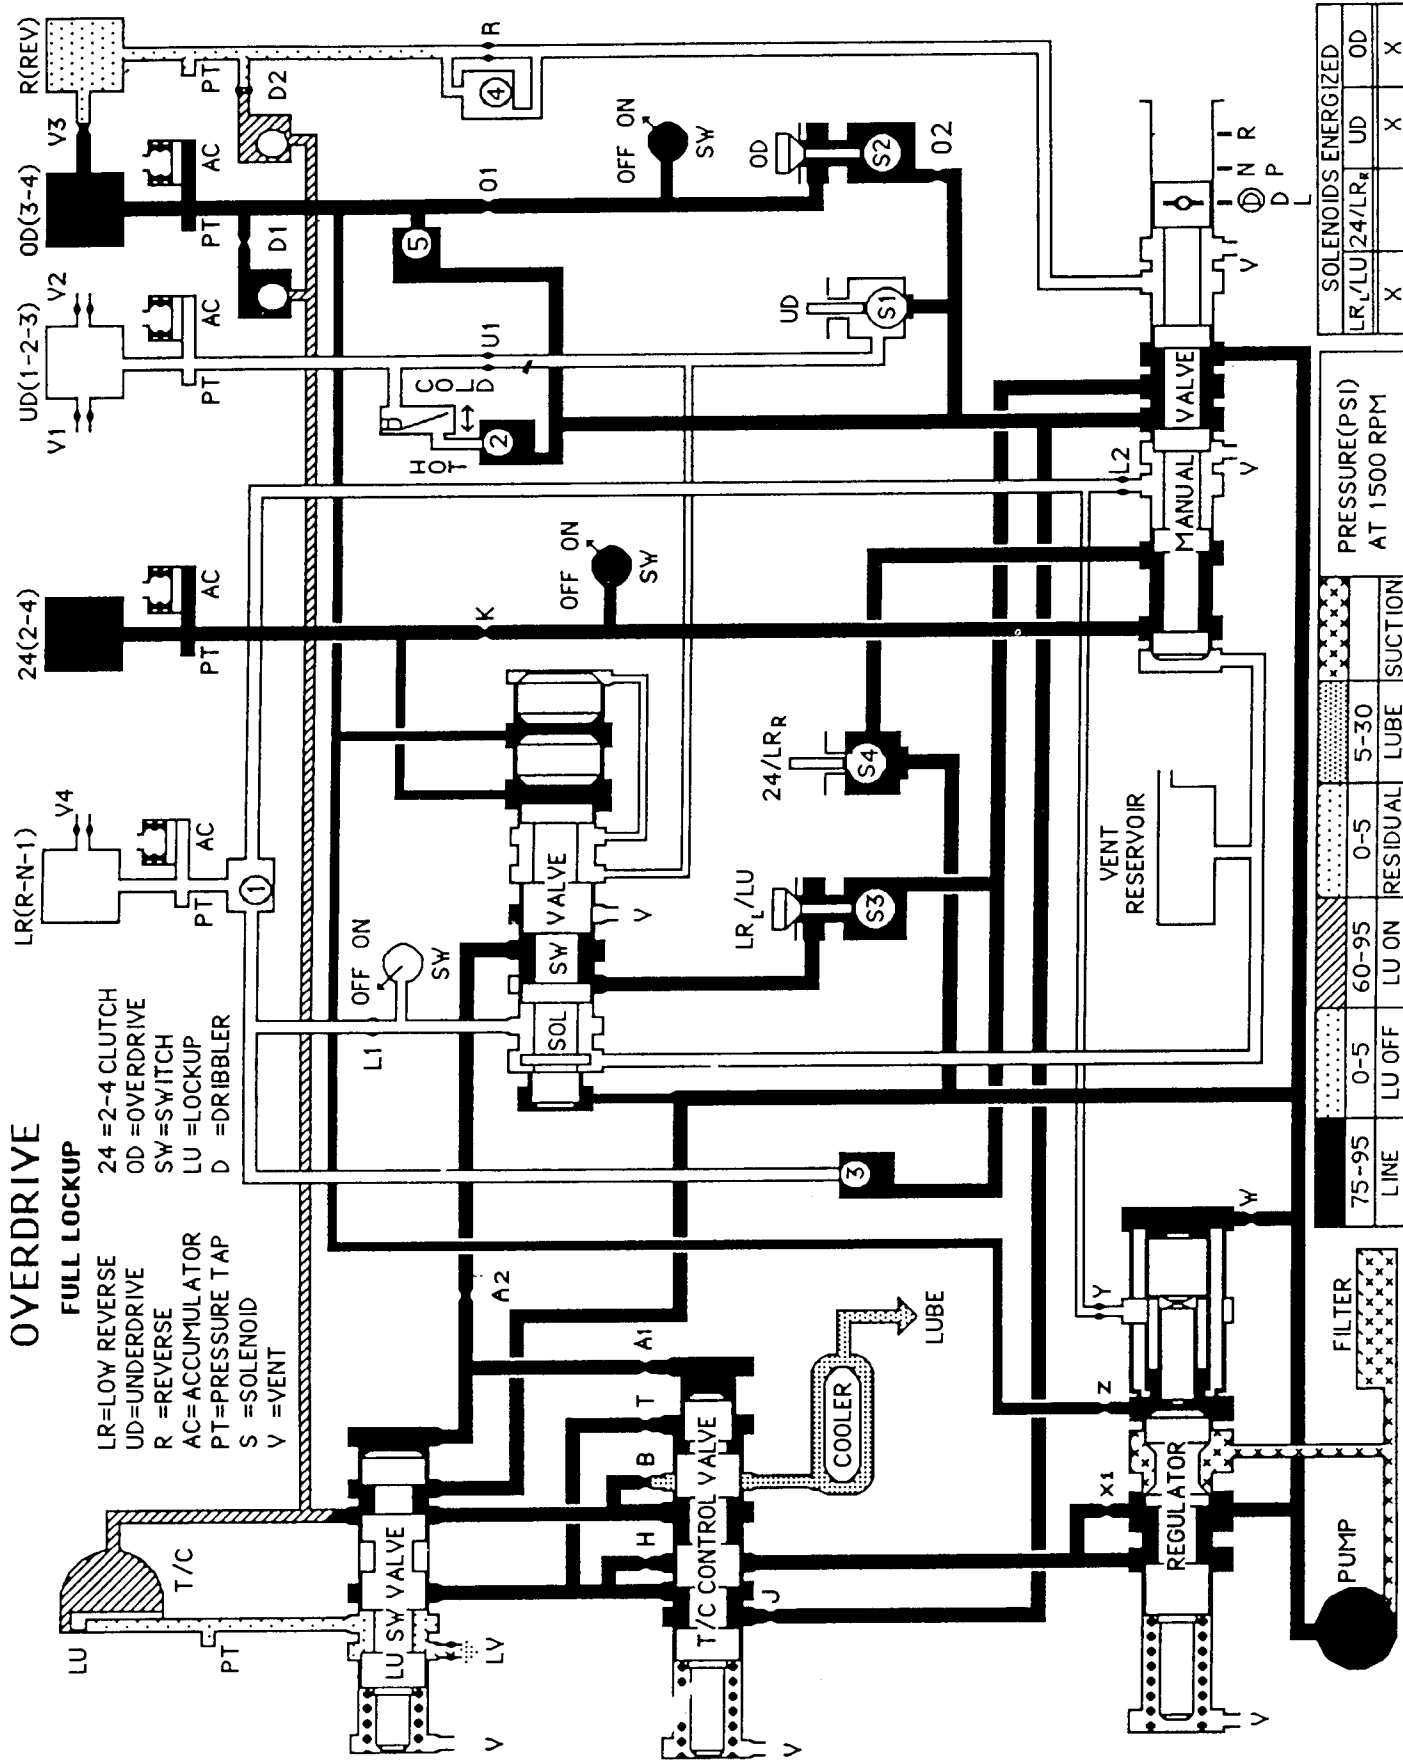 OVERDRIVE
FULL LOCKUP
LR=LOW REVERSE
UD=UNDERDRIVE
R =REVERSE
AC=ACCUMULATOR
PT=PRESSURE TAP
S =SOLENOID
V =VENT
24 =2-4 CLUTCH
OD =OVERDRIVE
SW=SWITCH
LU =LOCKUP
D =DRIBBLER
LR(R-N-1)
V4
AC
PT
1
24(2-4)
AC
PT
UD(1-2-3)
V1
V2
AC
PT
OD(3-4)
V3
AC
PT
R(REV)
PT
D1
D2
LU
T/C
PT
L1
OFF ON
SW
K
OFF ON
SW
HOT
COLD
2
U1
5
O1
4
R
OFF ON
SW
LU SW VALVE
LV
V
A2
SOL SW VALVE
V
3
A1
T
B
H
J
T/C CONTROL VALVE
V
COOLER
LUBE
LRL/LU
S3
24/LRR
S4
UD
S1
OD
S2
O2
VENT
RESERVOIR
L2
MANUAL VALVE
V
V
D N R
D P
L
Z
Y
W
X1
REGULATOR
V
PUMP
FILTER
75-95 0-5 60-95 0-5 5-30
LINE LU OFF LU ON RESIDUAL LUBE SUCTION
PRESSURE(PSI)
AT 1500 RPM
SOLENOIDS ENERGIZED
LRL/LU 24/LRR UD OD
X X X